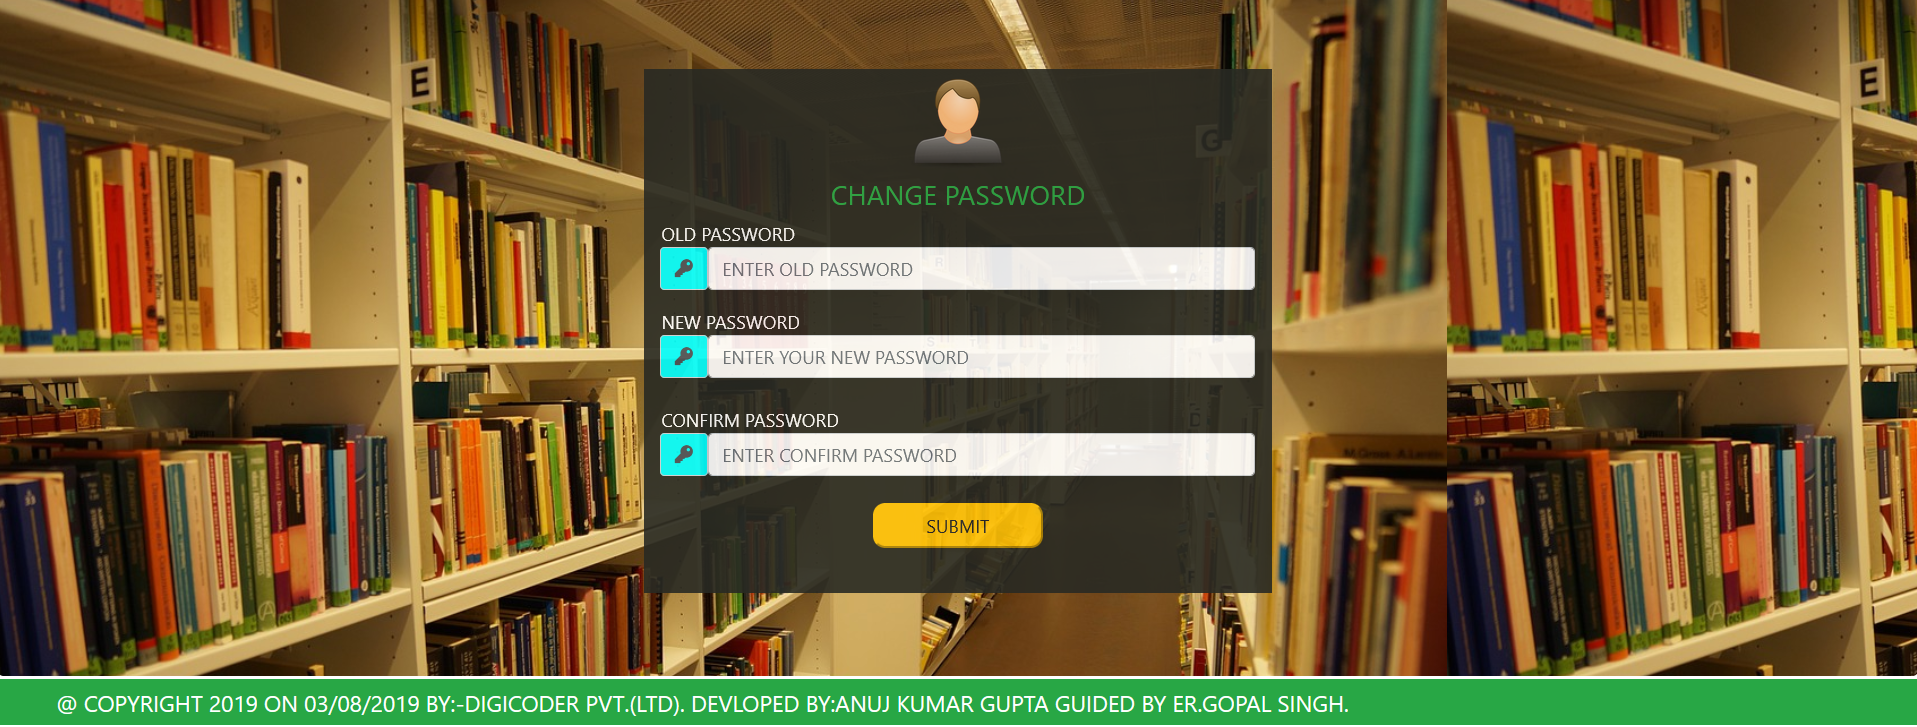 E
E
G
CHANGE PASSWORD
OLD PASSWORD
ENTER OLD PASSWORD
NEW PASSWORD
ENTER YOUR NEW PASSWORD
CONFIRM PASSWORD
ENTER CONFIRM PASSWORD
SUBMIT
@ COPYRIGHT 2019 ON 03/08/2019 BY:-DIGICODER PVT.(LTD). DEVLOPED BY:ANUJ KUMAR GUPTA GUIDED BY ER.GOPAL SINGH.